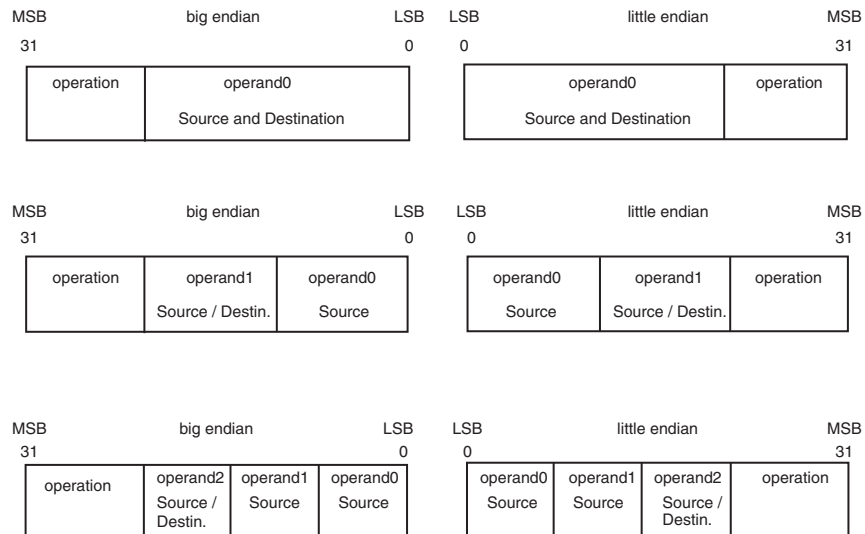 MSB big endian LSB LSB little endian MSB
31 0 0 31
operation operand0 operand0 operation
Source and Destination Source and Destination
MSB big endian LSB LSB little endian MSB
31 0 0 31
operation operand1 operand0 operand0 operand1 operation
Source / Destin. Source Source Source / Destin.
MSB big endian LSB LSB little endian MSB
31 0 0 31
operation operand2 operand1 operand0 operand0 operand1 operand2 operation
Source / Source Source Source Source Source /
Destin. Destin.